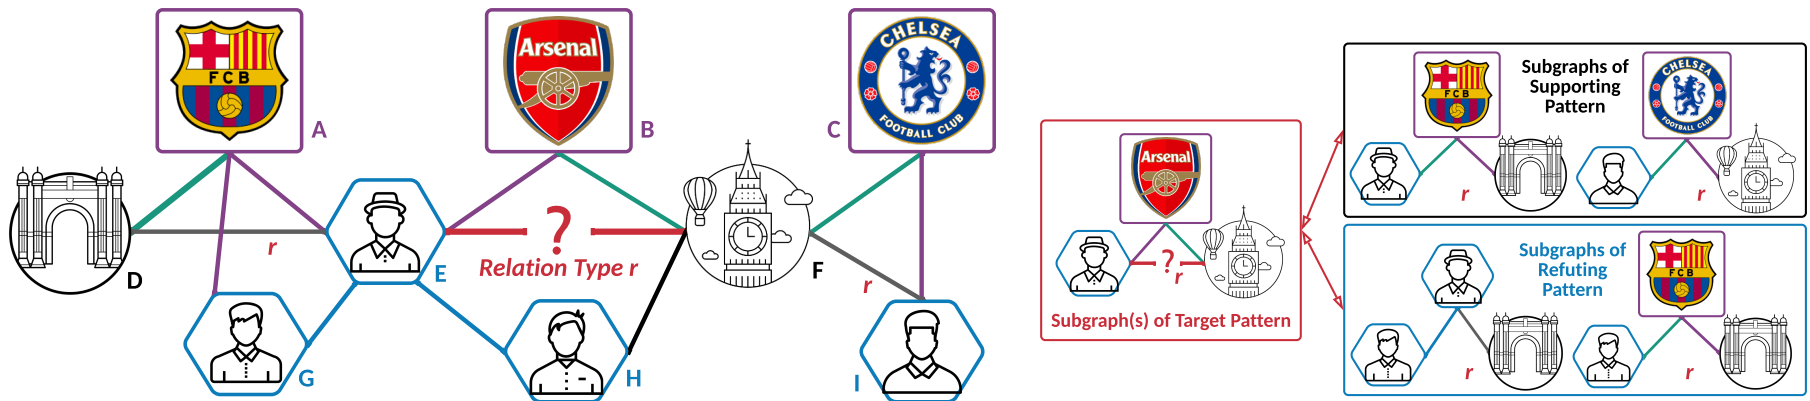 FCB
A
Arsenal
B
CHELSEA
FOOTBALL CLUB
C
D
r
E
?
Relation Type r
F
r
G
H
I
Arsenal
?
r
Subgraph(s) of Target Pattern
FCB
Subgraphs of
Supporting
Pattern
CHELSEA
FOOTBALL CLUB
r
r
Subgraphs of
Refuting
Pattern
FCB
r
r